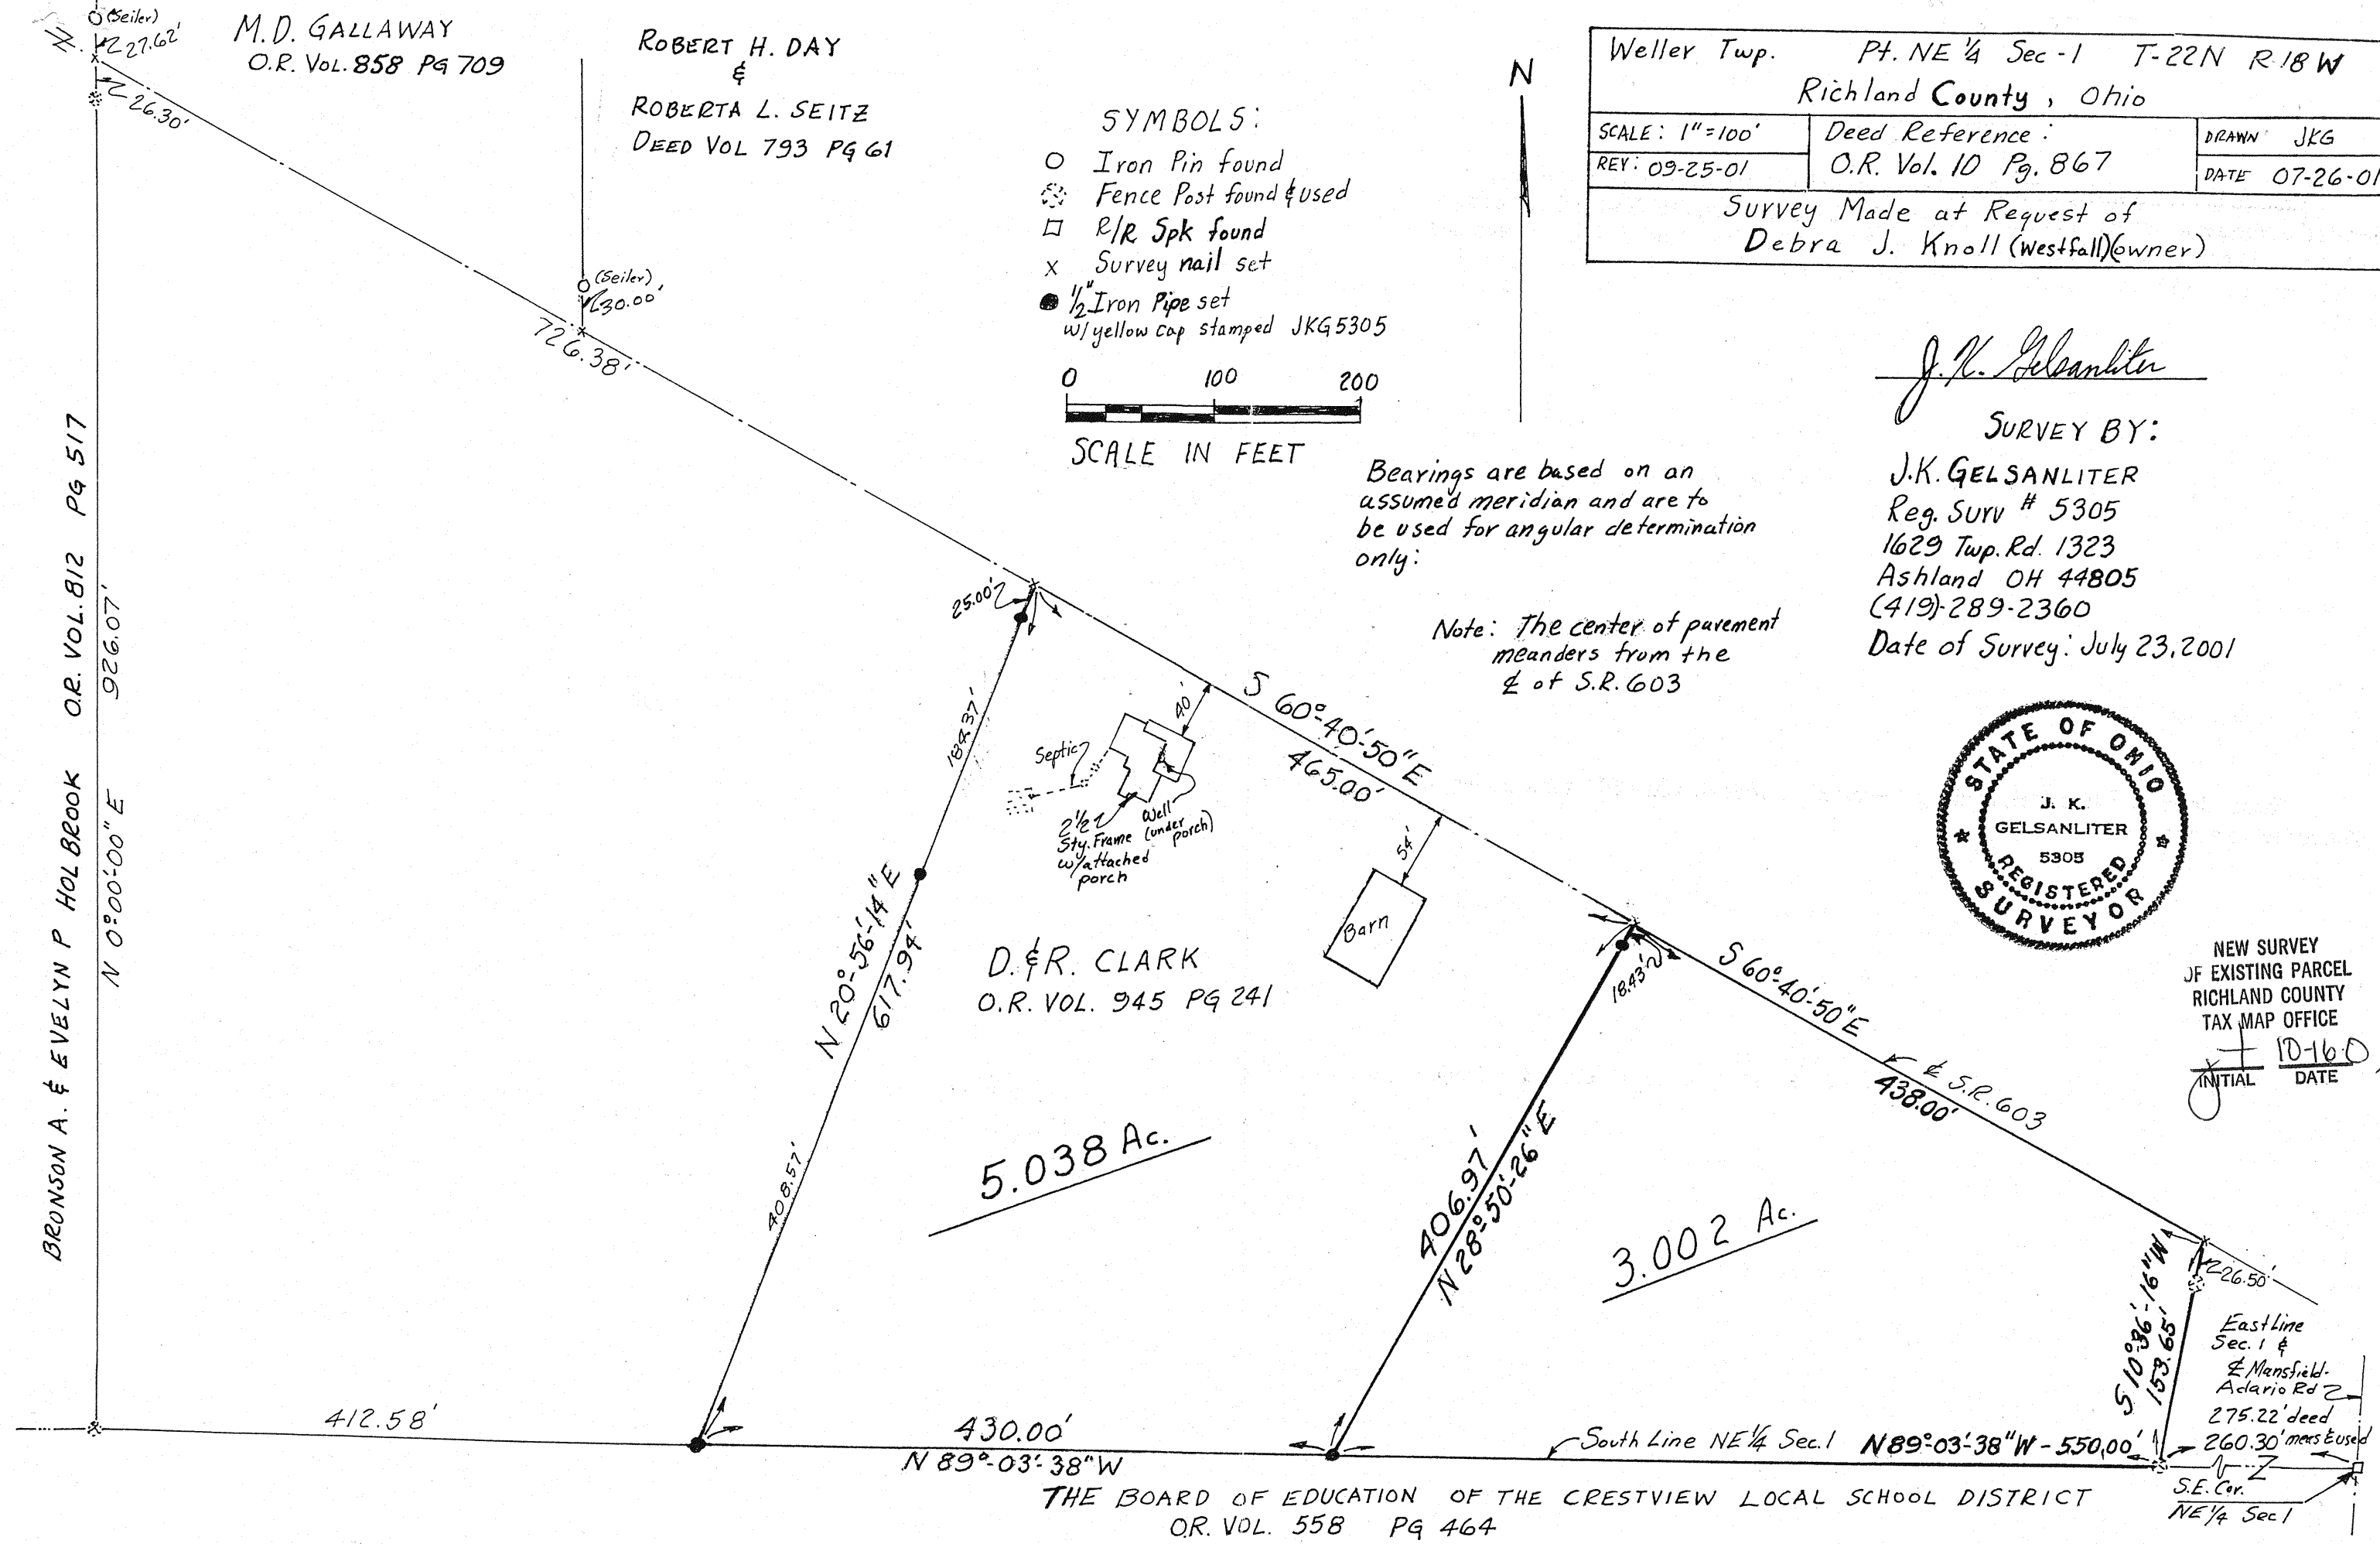 (Seiler)
27.62'
26.30'
M.D. GALLAWAY
O.R. VOL. 858 PG 709
ROBERT H. DAY
&
ROBERTA L. SEITZ
DEED VOL 793 PG 61
(Seiler)
30.00'
726.38'
SYMBOLS:
Iron Pin found
Fence Post found & used
R/R Spk found
x Survey nail set
1/2" Iron Pipe set
w/yellow cap stamped JKG5305
0 100 200
SCALE IN FEET
N
Weller Twp. Pt. NE 1/4 Sec-1 T-22N R-18W
Richland County, Ohio
SCALE: 1"=100'
REV: 09-25-01
Deed Reference:
O.R. Vol. 10 Pg. 867
DRAWN JKG
DATE 07-26-01
Survey Made at Request of
Debra J. Knoll (Westfall)(owner)
J.K. Gelsanliter
SURVEY BY:
J.K. GELSANLITER
Reg. Surv # 5305
1629 Twp. Rd. 1323
Ashland OH 44805
(419)-289-2360
Date of Survey: July 23, 2001
Bearings are based on an
assumed meridian and are to
be used for angular determination
only:
Note: The center of pavement
meanders from the
℄ of S.R. 603
STATE OF OHIO
J. K.
GELSANLITER
5305
REGISTERED
SURVEYOR
NEW SURVEY
OF EXISTING PARCEL
RICHLAND COUNTY
TAX MAP OFFICE
10-16-0
INITIAL DATE
BRONSON A. & EVELYN P HOLBROOK O.R. VOL. 812 PG 517
N 0°-00'-00" E 926.07'
25.00'
184.37'
N 20°-56'-14" E
617.94'
408.57'
Septic
40'
2 1/2
Sty. Frame
w/attached
porch
Well
(under
porch)
S 60°-40'-50" E
465.00'
54'
Barn
D. & R. CLARK
O.R. VOL. 945 PG 241
5.038 Ac.
18.43'
S 60°-40'-50" E
℄ S.R. 603
438.00'
406.97'
N 28°-50'-26" E
3.002 Ac.
S 10°-36'-16" W
153.65'
26.50'
East Line
Sec. 1 &
℄ Mansfield-
Adario Rd
275.22' deed
260.30' meas & used
S.E. Cor.
NE 1/4 Sec 1
412.58'
430.00'
N 89°-03'-38" W
South Line NE 1/4 Sec. 1 N 89°-03'-38" W - 550.00'
THE BOARD OF EDUCATION OF THE CRESTVIEW LOCAL SCHOOL DISTRICT
O.R. VOL. 558 PG 464